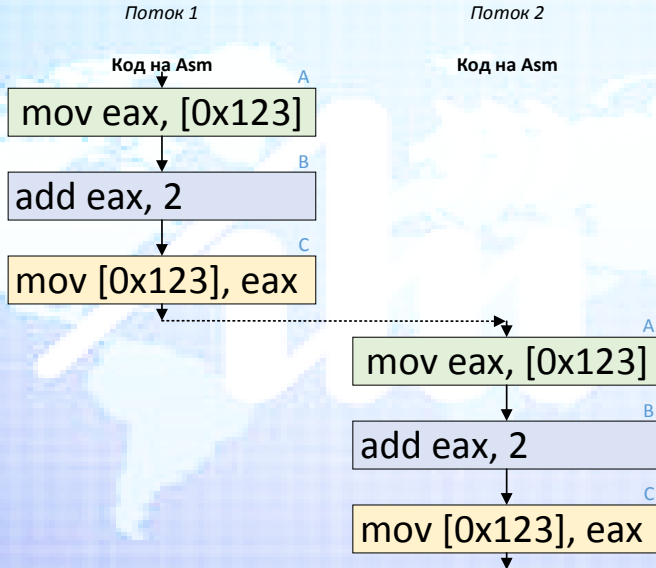 Поток 1
Поток 2
Код на Asm
Код на Asm
A
mov eax, [0x123]
B
add eax, 2
C
mov [0x123], eax
A
mov eax, [0x123]
B
add eax, 2
C
mov [0x123], eax